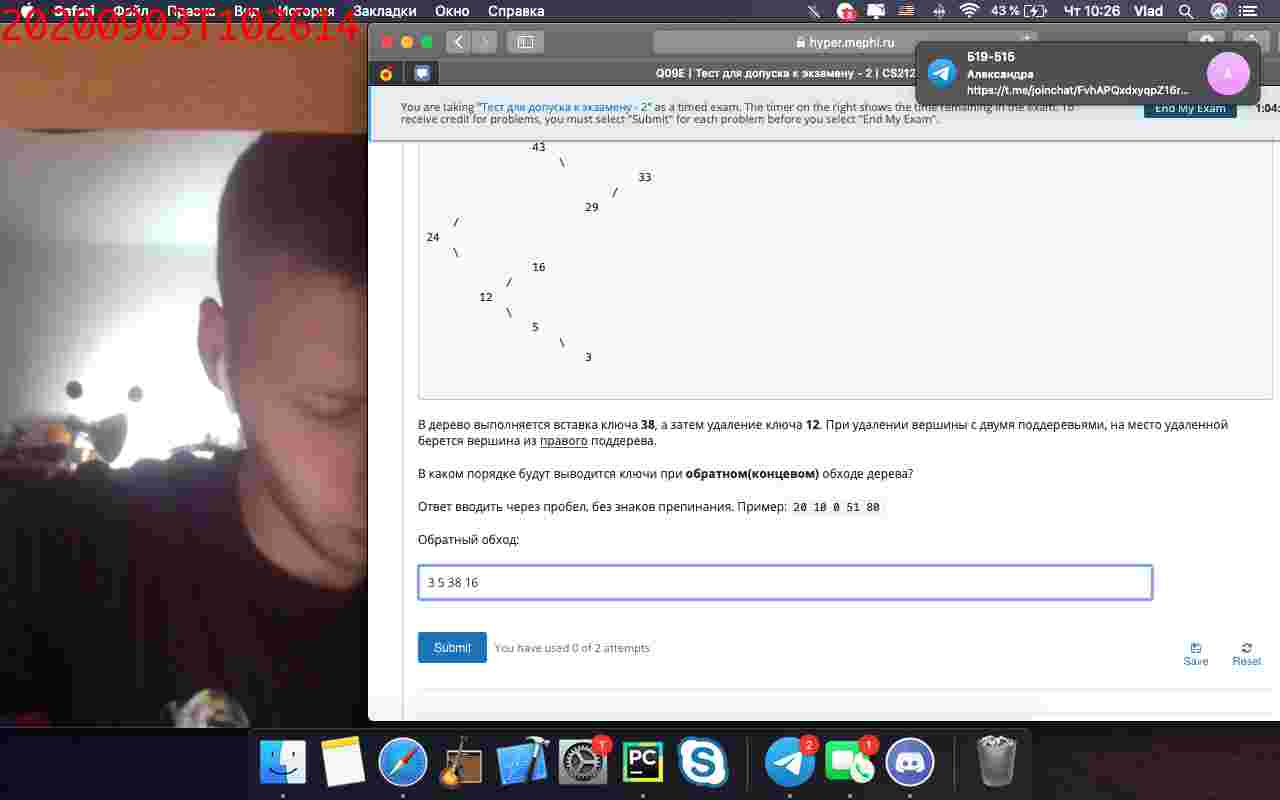 20200903T102614
Safari Файл Правка Вид История Закладки Окно Справка
43 % Чт 10:26 Vlad
hyper.mephi.ru
Q09E | Тест для допуска к экзамену - 2 | CS212
Б19-515
Александра
https://t.me/joinchat/FvhAPQxdxyqpZ16r...
A
You are taking "Тест для допуска к экзамену - 2" as a timed exam. The timer on the right shows the time remaining in the exam. To
receive credit for problems, you must select "Submit" for each problem before you select "End My Exam".
End My Exam
1:04:
43
\
33
/
29
/
24
\
16
/
12
\
5
\
3
В дерево выполняется вставка ключа 38, а затем удаление ключа 12. При удалении вершины с двумя поддеревьями, на место удаленной
берется вершина из правого поддерева.
В каком порядке будут выводится ключи при обратном(концевом) обходе дерева?
Ответ вводить через пробел, без знаков препинания. Пример: 20 10 0 51 80
Обратный обход:
3 5 38 16
Submit
You have used 0 of 2 attempts
Save
Reset
PC
S
2
1